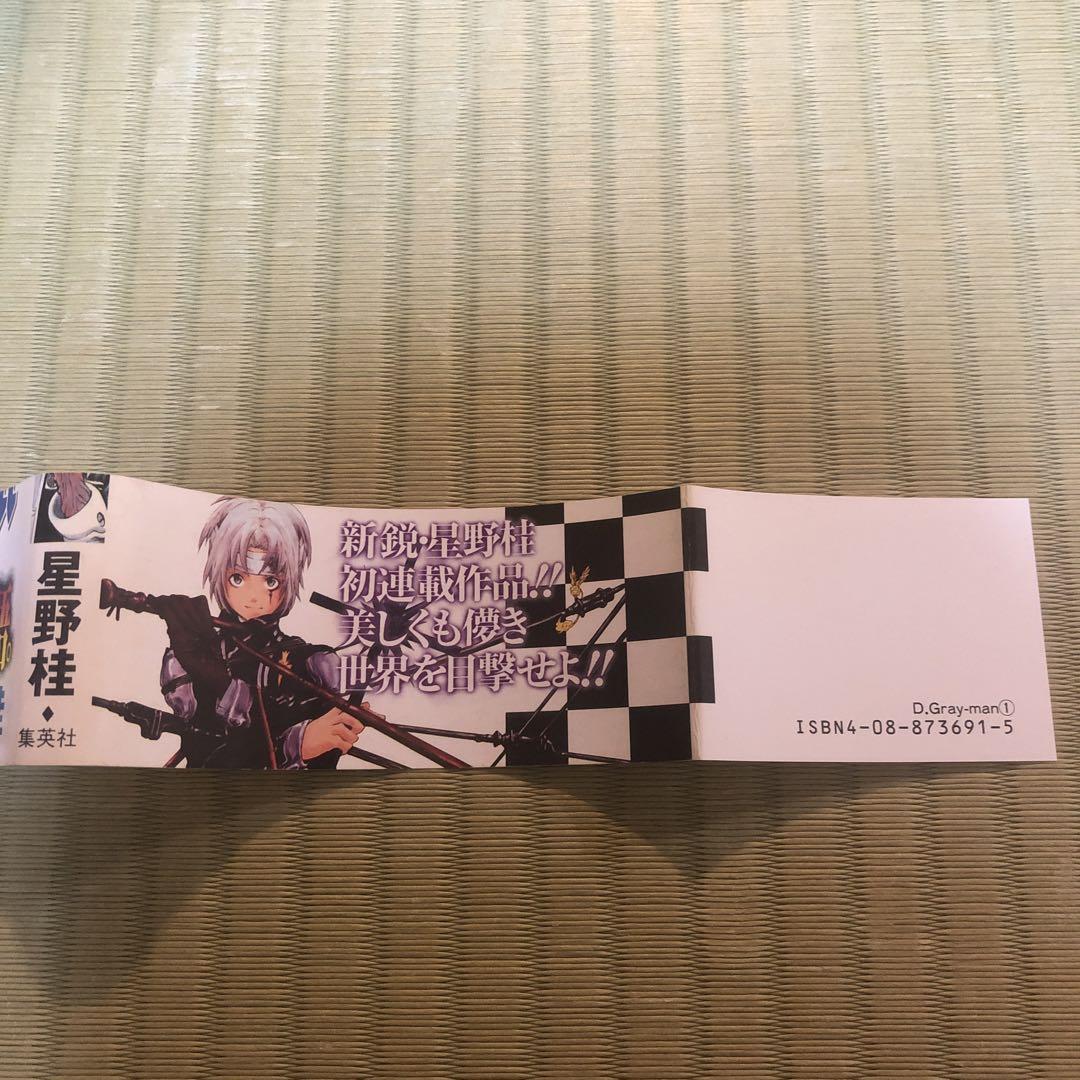 星野桂◆
集英社
新鋭・星野桂
初連載作品!!
美しくも儚き
世界を目撃せよ!!
D.Gray-man①
ISBN4-08-873691-5